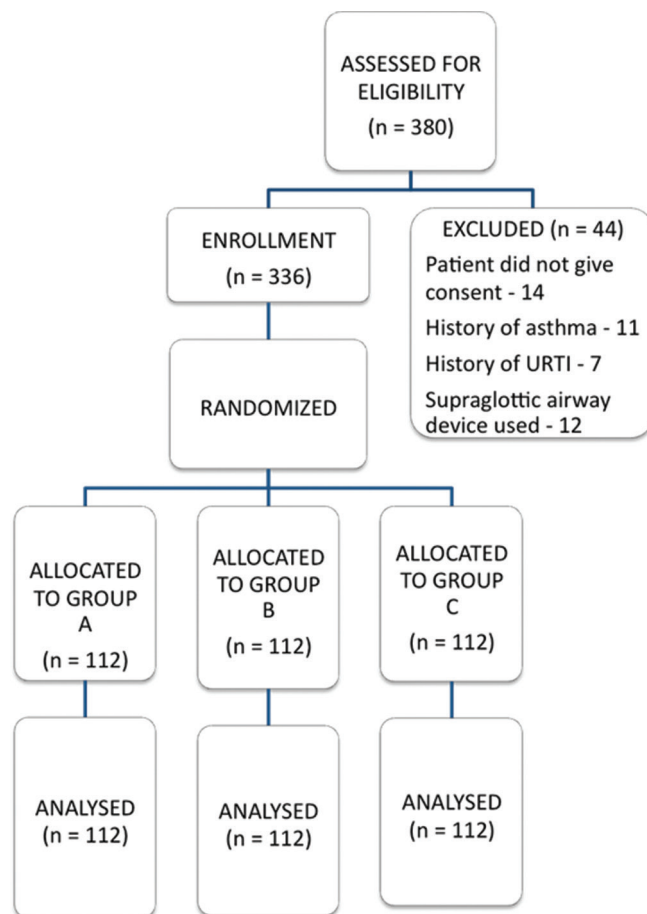 ASSESSED FOR
ELIGIBILITY
(n = 380)
ENROLLMENT
(n = 336)
EXCLUDED (n = 44)
Patient did not give
consent - 14
History of asthma - 11
History of URTI - 7
Supraglottic airway
device used - 12
RANDOMIZED
ALLOCATED
TO GROUP
A
(n = 112)
ALLOCATED
TO GROUP
B
(n = 112)
ALLOCATED
TO GROUP
C
(n = 112)
ANALYSED
(n = 112)
ANALYSED
(n = 112)
ANALYSED
(n = 112)